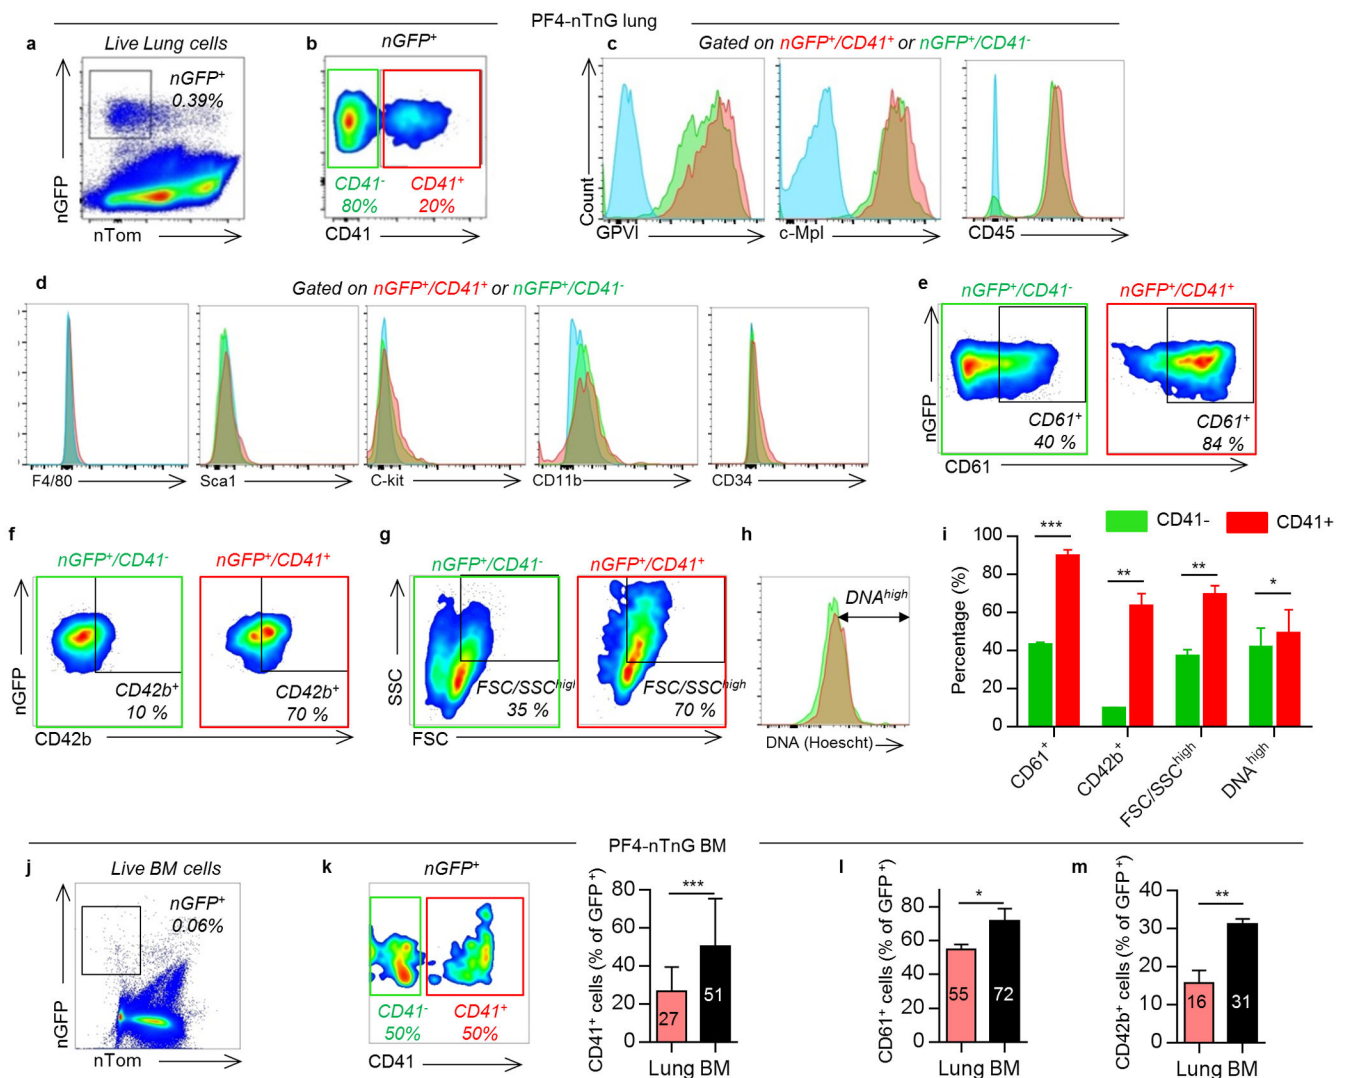 PF4-nTnG lung
a
Live Lung cells
nGFP+
0.39%
nGFP
nTom
b
nGFP+
CD41-
80%
CD41+
20%
CD41
c
Gated on nGFP+/CD41+ or nGFP+/CD41-
Count
GPVI
c-Mpl
CD45
d
Gated on nGFP+/CD41+ or nGFP+/CD41-
F4/80
Sca1
C-kit
CD11b
CD34
e
nGFP+/CD41-
nGFP+/CD41+
nGFP
CD61+
40 %
CD61+
84 %
CD61
f
nGFP+/CD41-
nGFP+/CD41+
nGFP
CD42b+
10 %
CD42b+
70 %
CD42b
g
nGFP+/CD41-
nGFP+/CD41+
SSC
FSC/SSChigh
35 %
FSC/SSChigh
70 %
FSC
h
DNAhigh
DNA (Hoescht)
i
CD41-
CD41+
Percentage (%)
100
80
60
40
20
0
***
**
**
*
CD61+
CD42b+
FSC/SSChigh
DNAhigh
PF4-nTnG BM
j
Live BM cells
nGFP+
0.06%
nGFP
nTom
k
nGFP+
CD41-
50%
CD41+
50%
CD41
CD41+ cells (% of GFP+)
80
60
40
20
0
***
27
51
Lung BM
l
CD61+ cells (% of GFP+)
80
60
40
20
0
*
55
72
Lung BM
m
CD42b+ cells (% of GFP+)
40
30
20
10
0
**
16
31
Lung BM